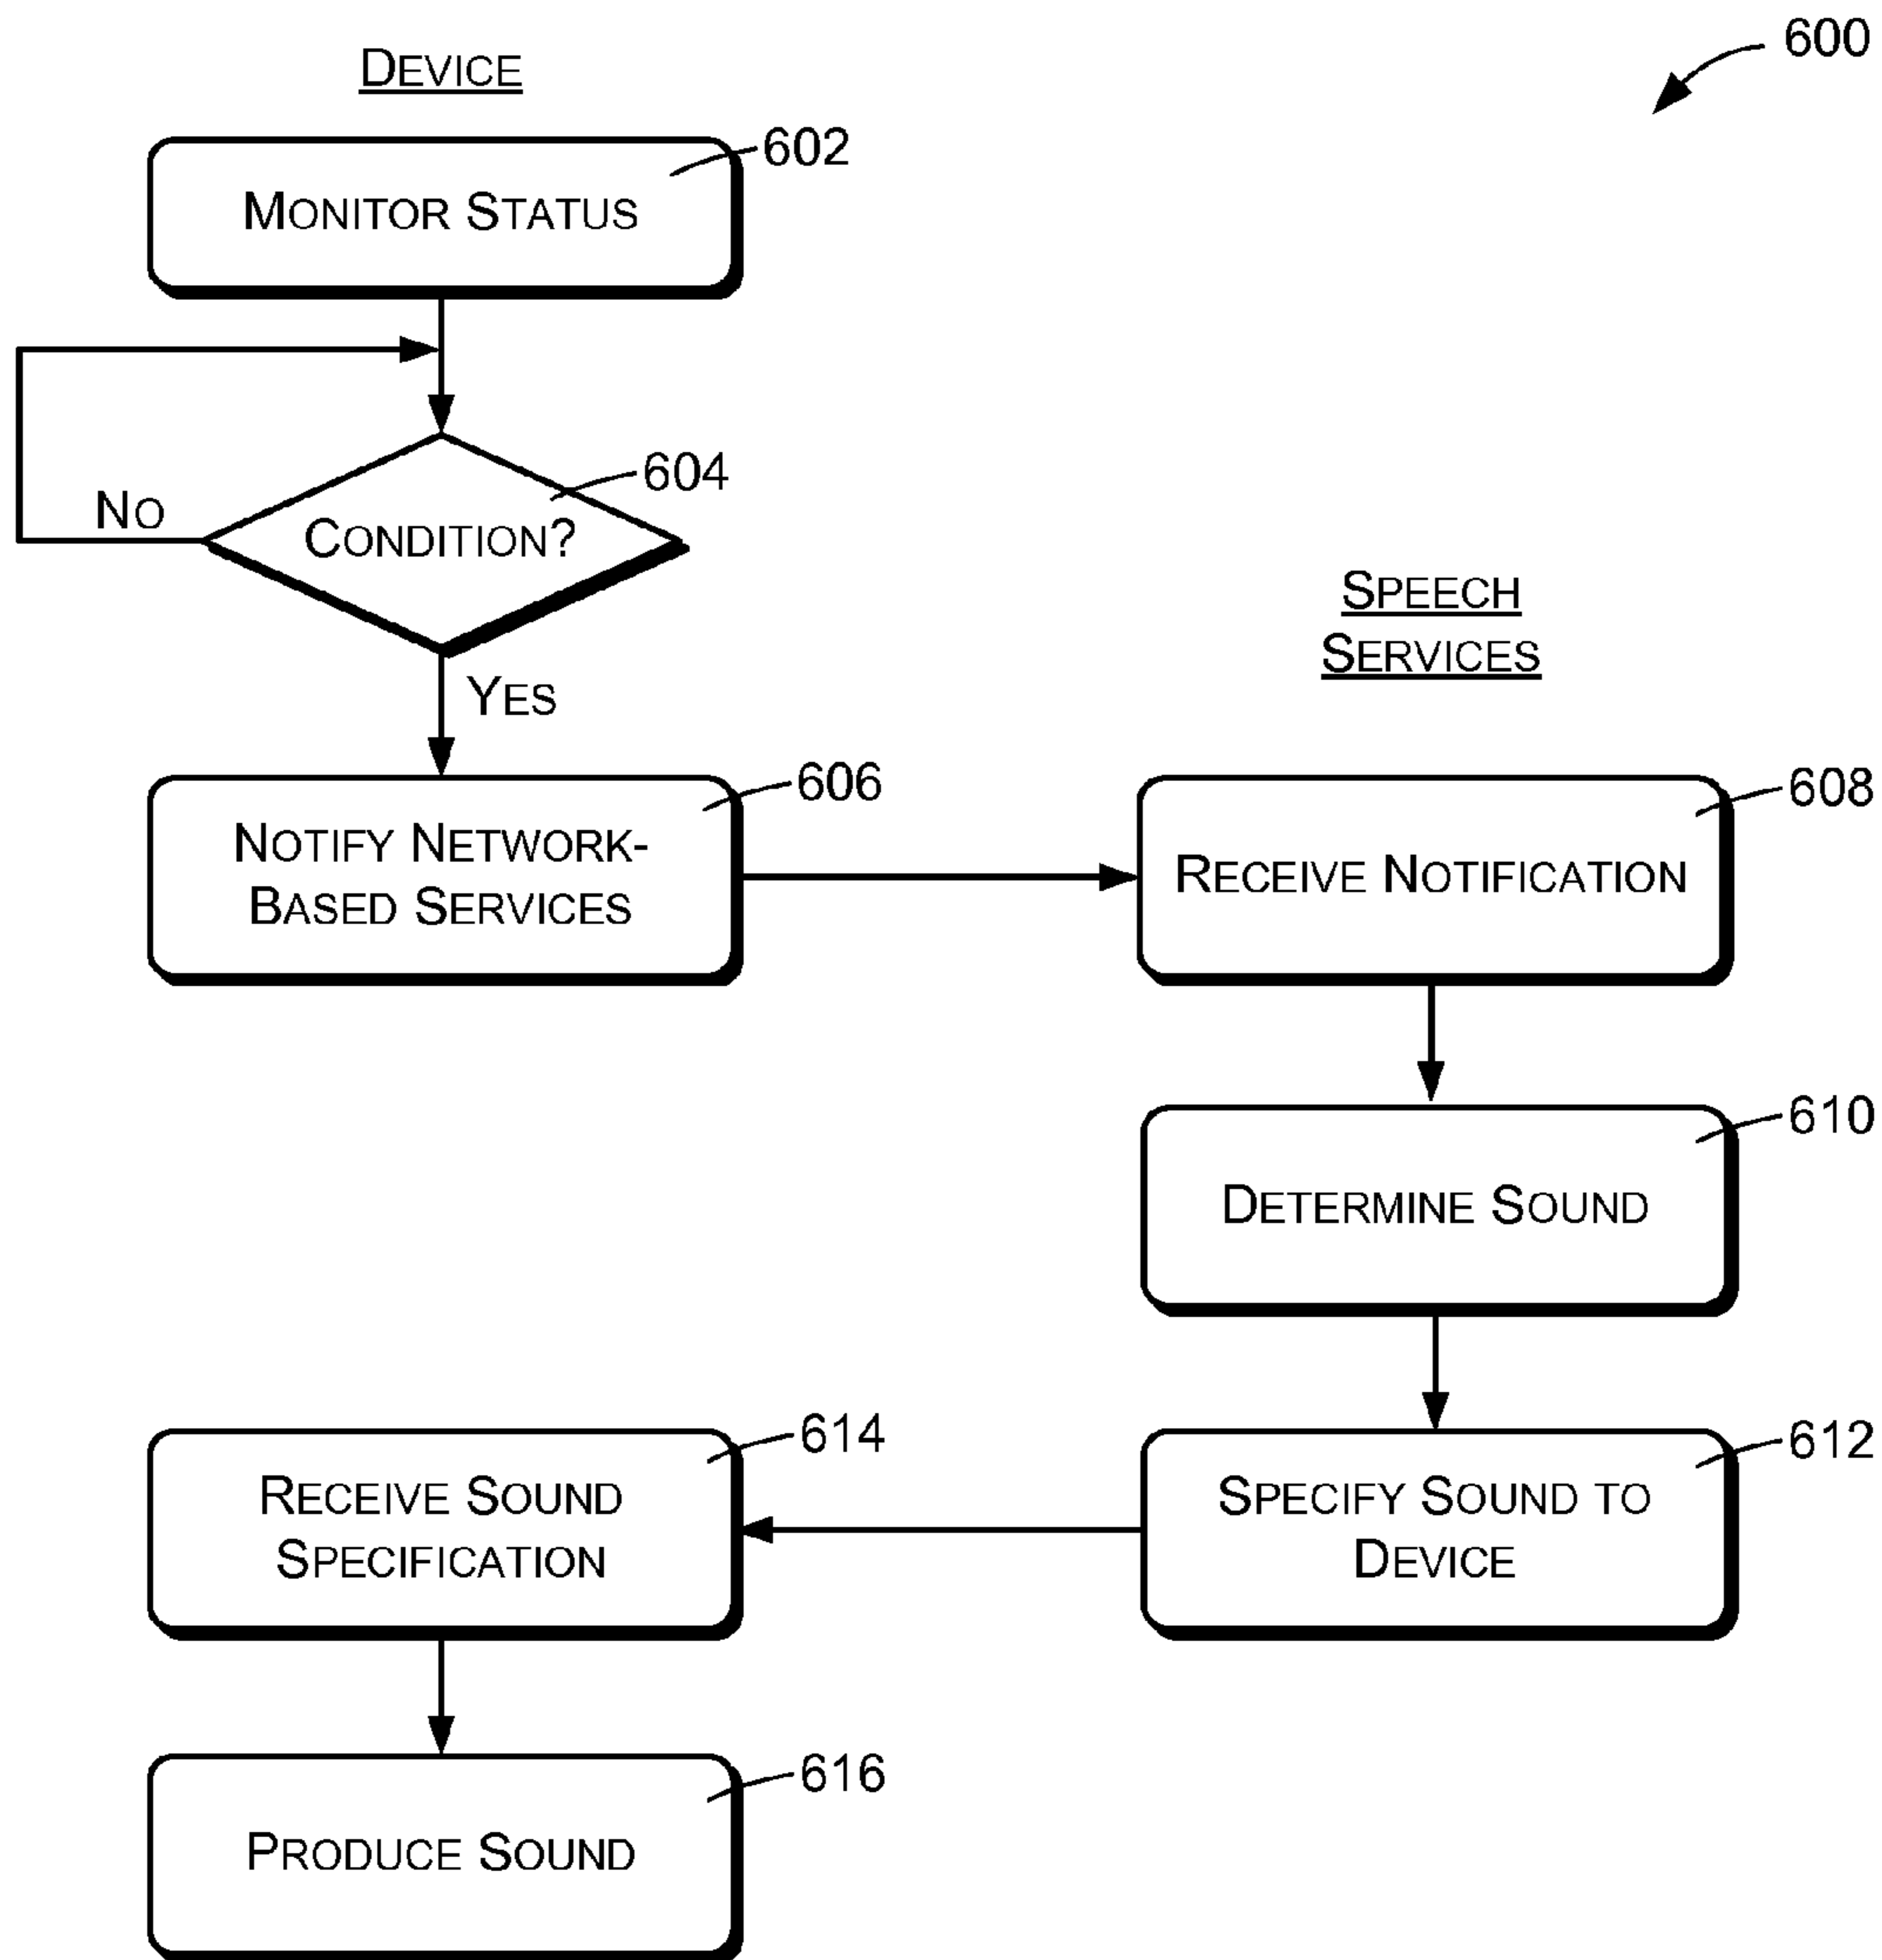 600
DEVICE
602
MONITOR STATUS
604
NO
CONDITION?
YES
SPEECH
SERVICES
606
NOTIFY NETWORK-
BASED SERVICES
608
RECEIVE NOTIFICATION
610
DETERMINE SOUND
612
SPECIFY SOUND TO
DEVICE
614
RECEIVE SOUND
SPECIFICATION
616
PRODUCE SOUND